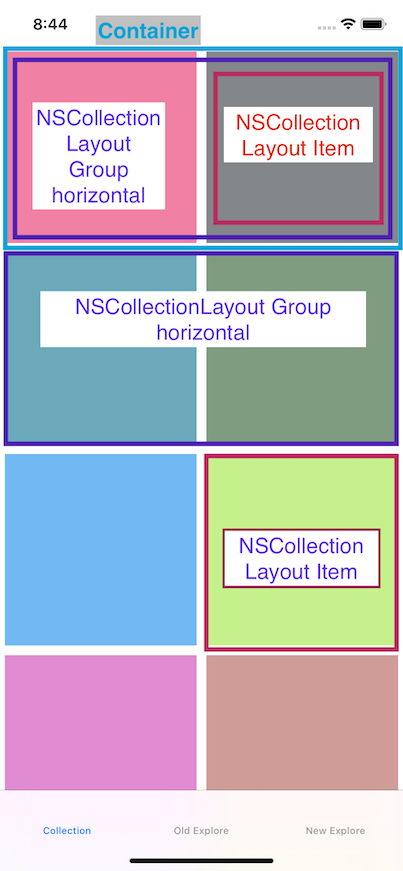 8:44
Container
NSCollection
Layout
Group
horizontal
NSCollection
Layout Item
NSCollectionLayout Group
horizontal
NSCollection
Layout Item
Collection
Old Explore
New Explore